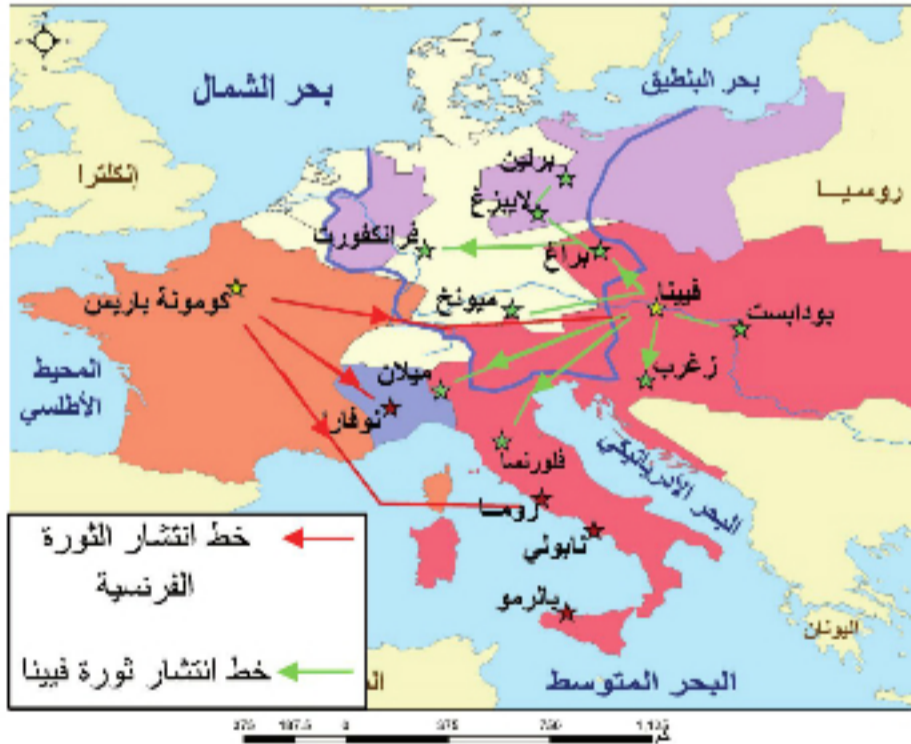 بحر الشمال
بحر البلطيق
إنكلترا
روسيا
برلين
لايبزغ
فرانكفورت
براغ
كومونة باريس
ميونخ
فيينا
بودابست
المحيط
الأطلسي
ميلان
زغرب
نوفارا
فلورنسا
البحر الأدرياتيكي
رومـا
نابولي
بالرمو
اليونان
البحر المتوسط
خط انتشار الثورة
الفرنسية
خط انتشار ثورة فيينا
375 187.5 0 375 750 1.125
كم